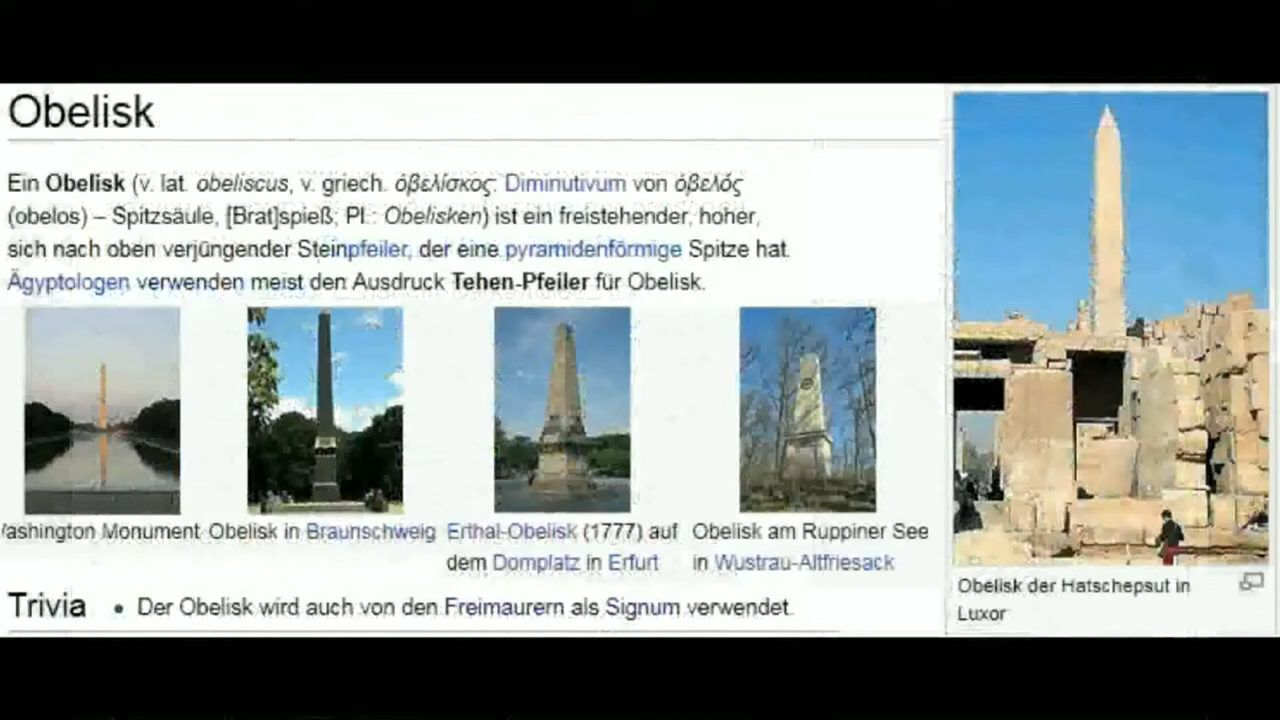 Obelisk
Ein Obelisk (v. lat. obeliscus, v. griech. ὀβελίσκος: Diminutivum von ὀβελός
(obelos) – Spitzsäule, [Brat]spieß; Pl.: Obelisken) ist ein freistehender, hoher,
sich nach oben verjüngender Steinpfeiler, der eine pyramidenförmige Spitze hat.
Ägyptologen verwenden meist den Ausdruck Tehen-Pfeiler für Obelisk.
ashington Monument
Obelisk in Braunschweig
Erthal-Obelisk (1777) auf
dem Domplatz in Erfurt
Obelisk am Ruppiner See
in Wustrau-Altfriesack
Trivia • Der Obelisk wird auch von den Freimaurern als Signum verwendet.
Obelisk der Hatschepsut in
Luxor